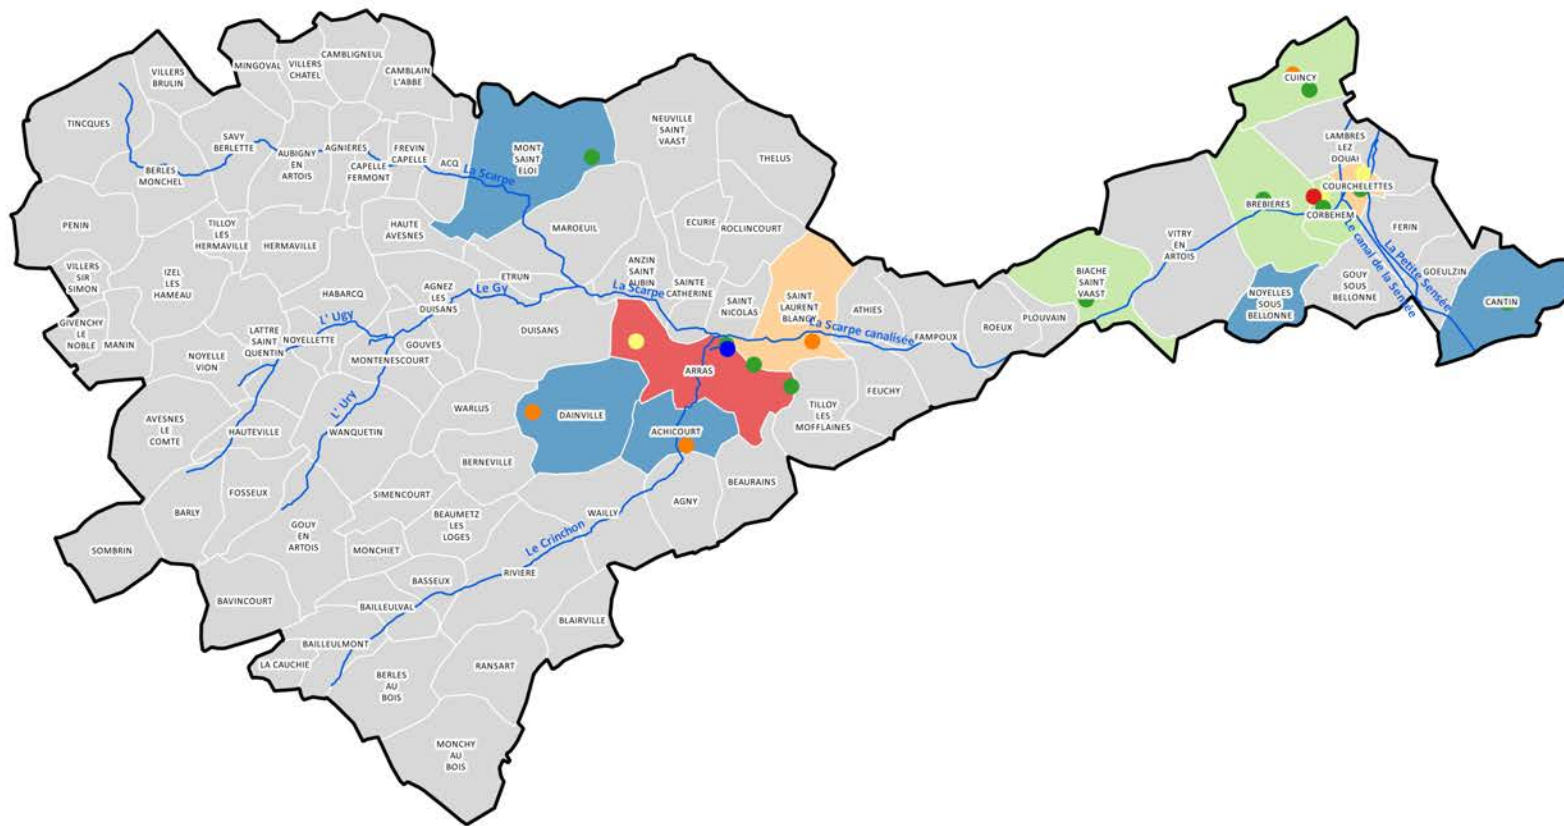 CUINCY
CAMBLIGNEUL
MINGOVAL
VILLERS
CHATEL
VILLERS
BRULIN
CAMBLAIN
L'ABBE
TINCQUES
NEUVILLE
SAINT
VAAST
LAMBRES
LEZ
DOUAI
SAVY
BERLETTE
AUBIGNY
EN
ARTOIS
AGNIERES
FREVIN
CAPELLE
ACQ
MONT
SAINT
ELOI
THELUS
BERLES
MONCHEL
CAPELLE
FERMONT
La Scarpe
COURCHELETTES
BREBIERES
CORBEHEM
PENIN
TILLOY
LES
HERMAVILLE
HERMAVILLE
HAUTE
AVESNES
MAROEUIL
ECURIE
ROCLINCOURT
VITRY
EN
ARTOIS
FERIN
Le canal de la Sensée
La Petite Sensée
VILLERS
SIR
SIMON
IZEL
LES
HAMEAU
ETRUN
ANZIN
SAINT
AUBIN
SAINTE
CATHERINE
BIACHE
SAINT
VAAST
GOUY
SOUS
BELLONNE
GOEULZIN
HABARCQ
AGNEZ
LES
DUISANS
Le Gy
La Scarpe
SAINT
NICOLAS
SAINT
LAURENT
BLANGY
ATHIES
NOYELLES
SOUS
BELLONNE
CANTIN
GIVENCHY
LE
NOBLE
MANIN
L' Ugy
DUISANS
La Scarpe canalisée
FAMPOUX
ROEUX
PLOUVAIN
LATTRE
SAINT
QUENTIN
NOYELLETTE
GOUVES
NOYELLE
VION
MONTENESCOURT
ARRAS
FEUCHY
AVESNES
LE
COMTE
L' Ury
WARLUS
DAINVILLE
TILLOY
LES
MOFFLAINES
HAUTEVILLE
WANQUETIN
ACHICOURT
BERNEVILLE
BEAURAINS
FOSSEUX
SIMENCOURT
AGNY
BARLY
BEAUMETZ
LES
LOGES
WAILLY
GOUY
EN
ARTOIS
Le Crinchon
SOMBRIN
MONCHIET
RIVIERE
BASSEUX
BAVINCOURT
BAILLEULVAL
BLAIRVILLE
BAILLEULMONT
LA CAUCHIE
RANSART
BERLES
AU
BOIS
MONCHY
AU
BOIS